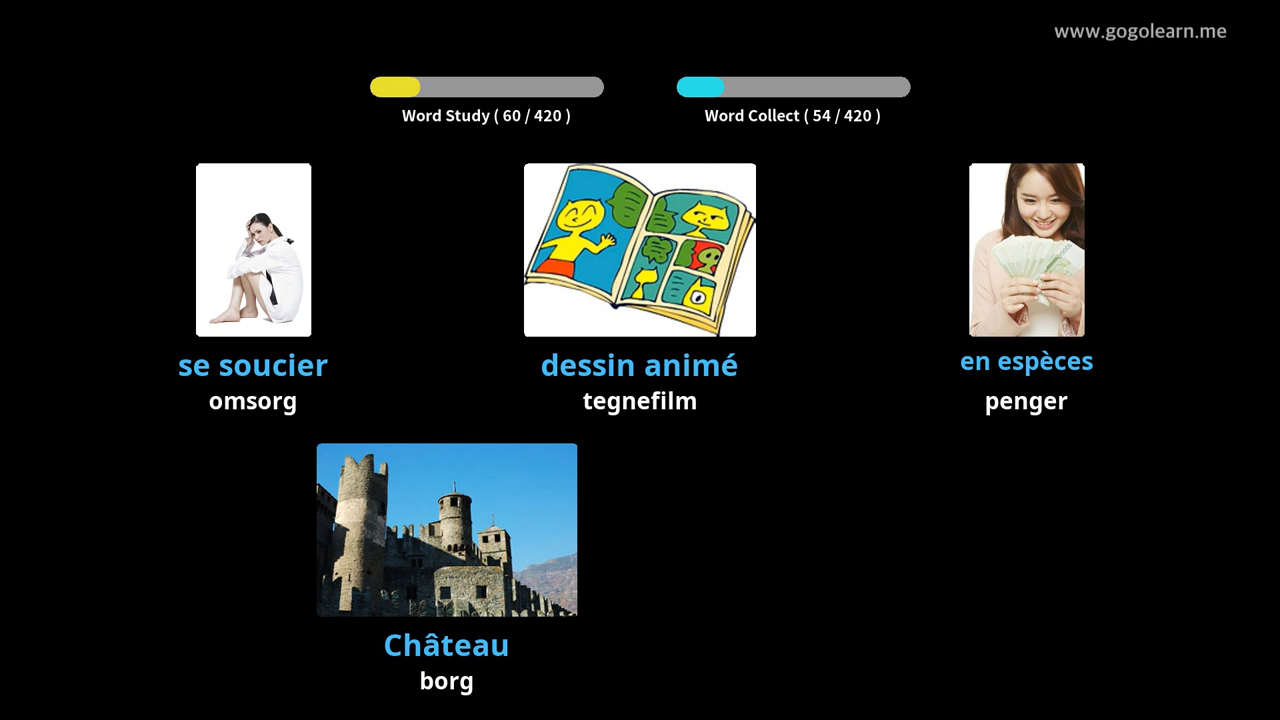 www.gogolearn.me
Word Study ( 60 / 420 )
Word Collect ( 54 / 420 )
se soucier
omsorg
dessin animé
tegnefilm
en espèces
penger
Château
borg